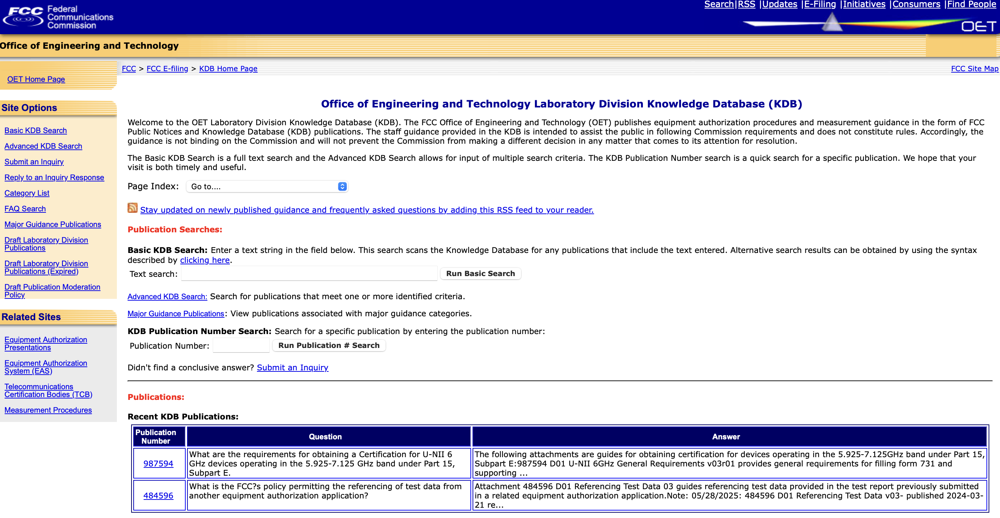 FCC Federal
Communications
Commission
Search|RSS |Updates |E-Filing |Initiatives |Consumers |Find People
OET
Office of Engineering and Technology
FCC > FCC E-filing > KDB Home Page
FCC Site Map
OET Home Page
Site Options
Basic KDB Search
Advanced KDB Search
Submit an Inquiry
Reply to an Inquiry Response
Category List
FAQ Search
Major Guidance Publications
Draft Laboratory Division
Publications
Draft Laboratory Division
Publications (Expired)
Draft Publication Moderation
Policy
Related Sites
Equipment Authorization
Presentations
Equipment Authorization
System (EAS)
Telecommunications
Certification Bodies (TCB)
Measurement Procedures
Office of Engineering and Technology Laboratory Division Knowledge Database (KDB)
Welcome to the OET Laboratory Division Knowledge Database (KDB). The FCC Office of Engineering and Technology (OET) publishes equipment authorization procedures and measurement guidance in the form of FCC
Public Notices and Knowledge Database (KDB) publications. The staff guidance provided in the KDB is intended to assist the public in following Commission requirements and does not constitute rules. Accordingly, the
guidance is not binding on the Commission and will not prevent the Commission from making a different decision in any matter that comes to its attention for resolution.
The Basic KDB Search is a full text search and the Advanced KDB Search allows for input of multiple search criteria. The KDB Publication Number search is a quick search for a specific publication. We hope that your
visit is both timely and useful.
Page Index: Go to....
Stay updated on newly published guidance and frequently asked questions by adding this RSS feed to your reader.
Publication Searches:
Basic KDB Search: Enter a text string in the field below. This search scans the Knowledge Database for any publications that include the text entered. Alternative search results can be obtained by using the syntax
described by clicking here.
Text search: Run Basic Search
Advanced KDB Search: Search for publications that meet one or more identified criteria.
Major Guidance Publications: View publications associated with major guidance categories.
KDB Publication Number Search: Search for a specific publication by entering the publication number:
Publication Number: Run Publication # Search
Didn't find a conclusive answer? Submit an Inquiry
Publications:
Recent KDB Publications:
Publication
Number
Question
Answer
987594
What are the requirements for obtaining a Certification for U-NII 6
GHz devices operating in the 5.925-7.125 GHz band under Part 15,
Subpart E.
The following attachments are guides for obtaining certification for devices operating in the 5.925-7.125GHz band under Part 15,
Subpart E:987594 D01 U-NII 6GHz General Requirements v03r01 provides general requirements for filling form 731 and
supporting ...
484596
What is the FCC?s policy permitting the referencing of test data from
another equipment authorization application?
Attachment 484596 D01 Referencing Test Data 03 guides referencing test data provided in the test report previously submitted
in a related equipment authorization application.Note: 05/28/2025: 484596 D01 Referencing Test Data v03- published 2024-03-
21 re...